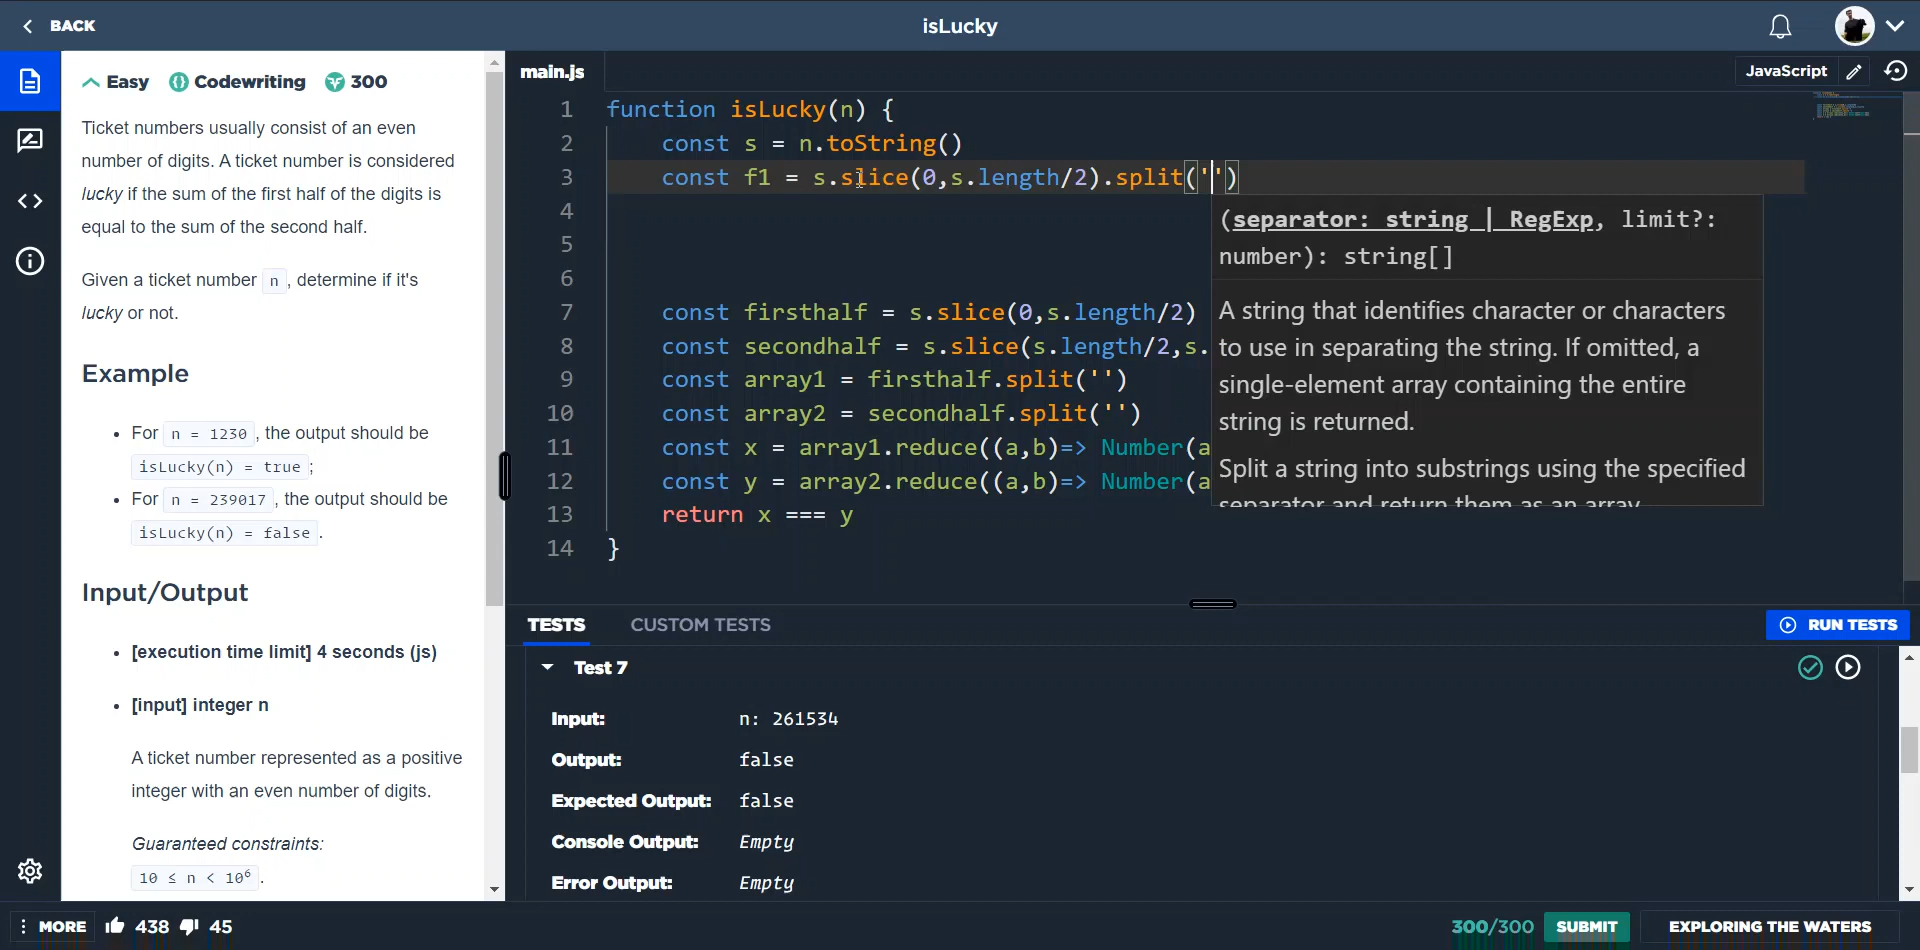 BACK
isLucky
Easy Codewriting 300
Ticket numbers usually consist of an even
number of digits. A ticket number is considered
lucky if the sum of the first half of the digits is
equal to the sum of the second half.
Given a ticket number n, determine if it's
lucky or not.
Example
• For n = 1230, the output should be
isLucky(n) = true;
• For n = 239017, the output should be
isLucky(n) = false.
Input/Output
• [execution time limit] 4 seconds (js)
• [input] integer n
A ticket number represented as a positive
integer with an even number of digits.
Guaranteed constraints:
10 ≤ n < 10⁶.
main.js
JavaScript
1 function isLucky(n) {
2 const s = n.toString()
3 const f1 = s.slice(0,s.length/2).split('')
4
5
6
7 const firsthalf = s.slice(0,s.length/2)
8 const secondhalf = s.slice(s.length/2,s.
9 const array1 = firsthalf.split('')
10 const array2 = secondhalf.split('')
11 const x = array1.reduce((a,b)=> Number(a
12 const y = array2.reduce((a,b)=> Number(a
13 return x === y
14 }
(separator: string | RegExp, limit?:
number): string[]
A string that identifies character or characters
to use in separating the string. If omitted, a
single-element array containing the entire
string is returned.
Split a string into substrings using the specified
separator and return them as an array.
TESTS CUSTOM TESTS
RUN TESTS
Test 7
Input: n: 261534
Output: false
Expected Output: false
Console Output: Empty
Error Output: Empty
MORE 438 45
300/300 SUBMIT EXPLORING THE WATERS